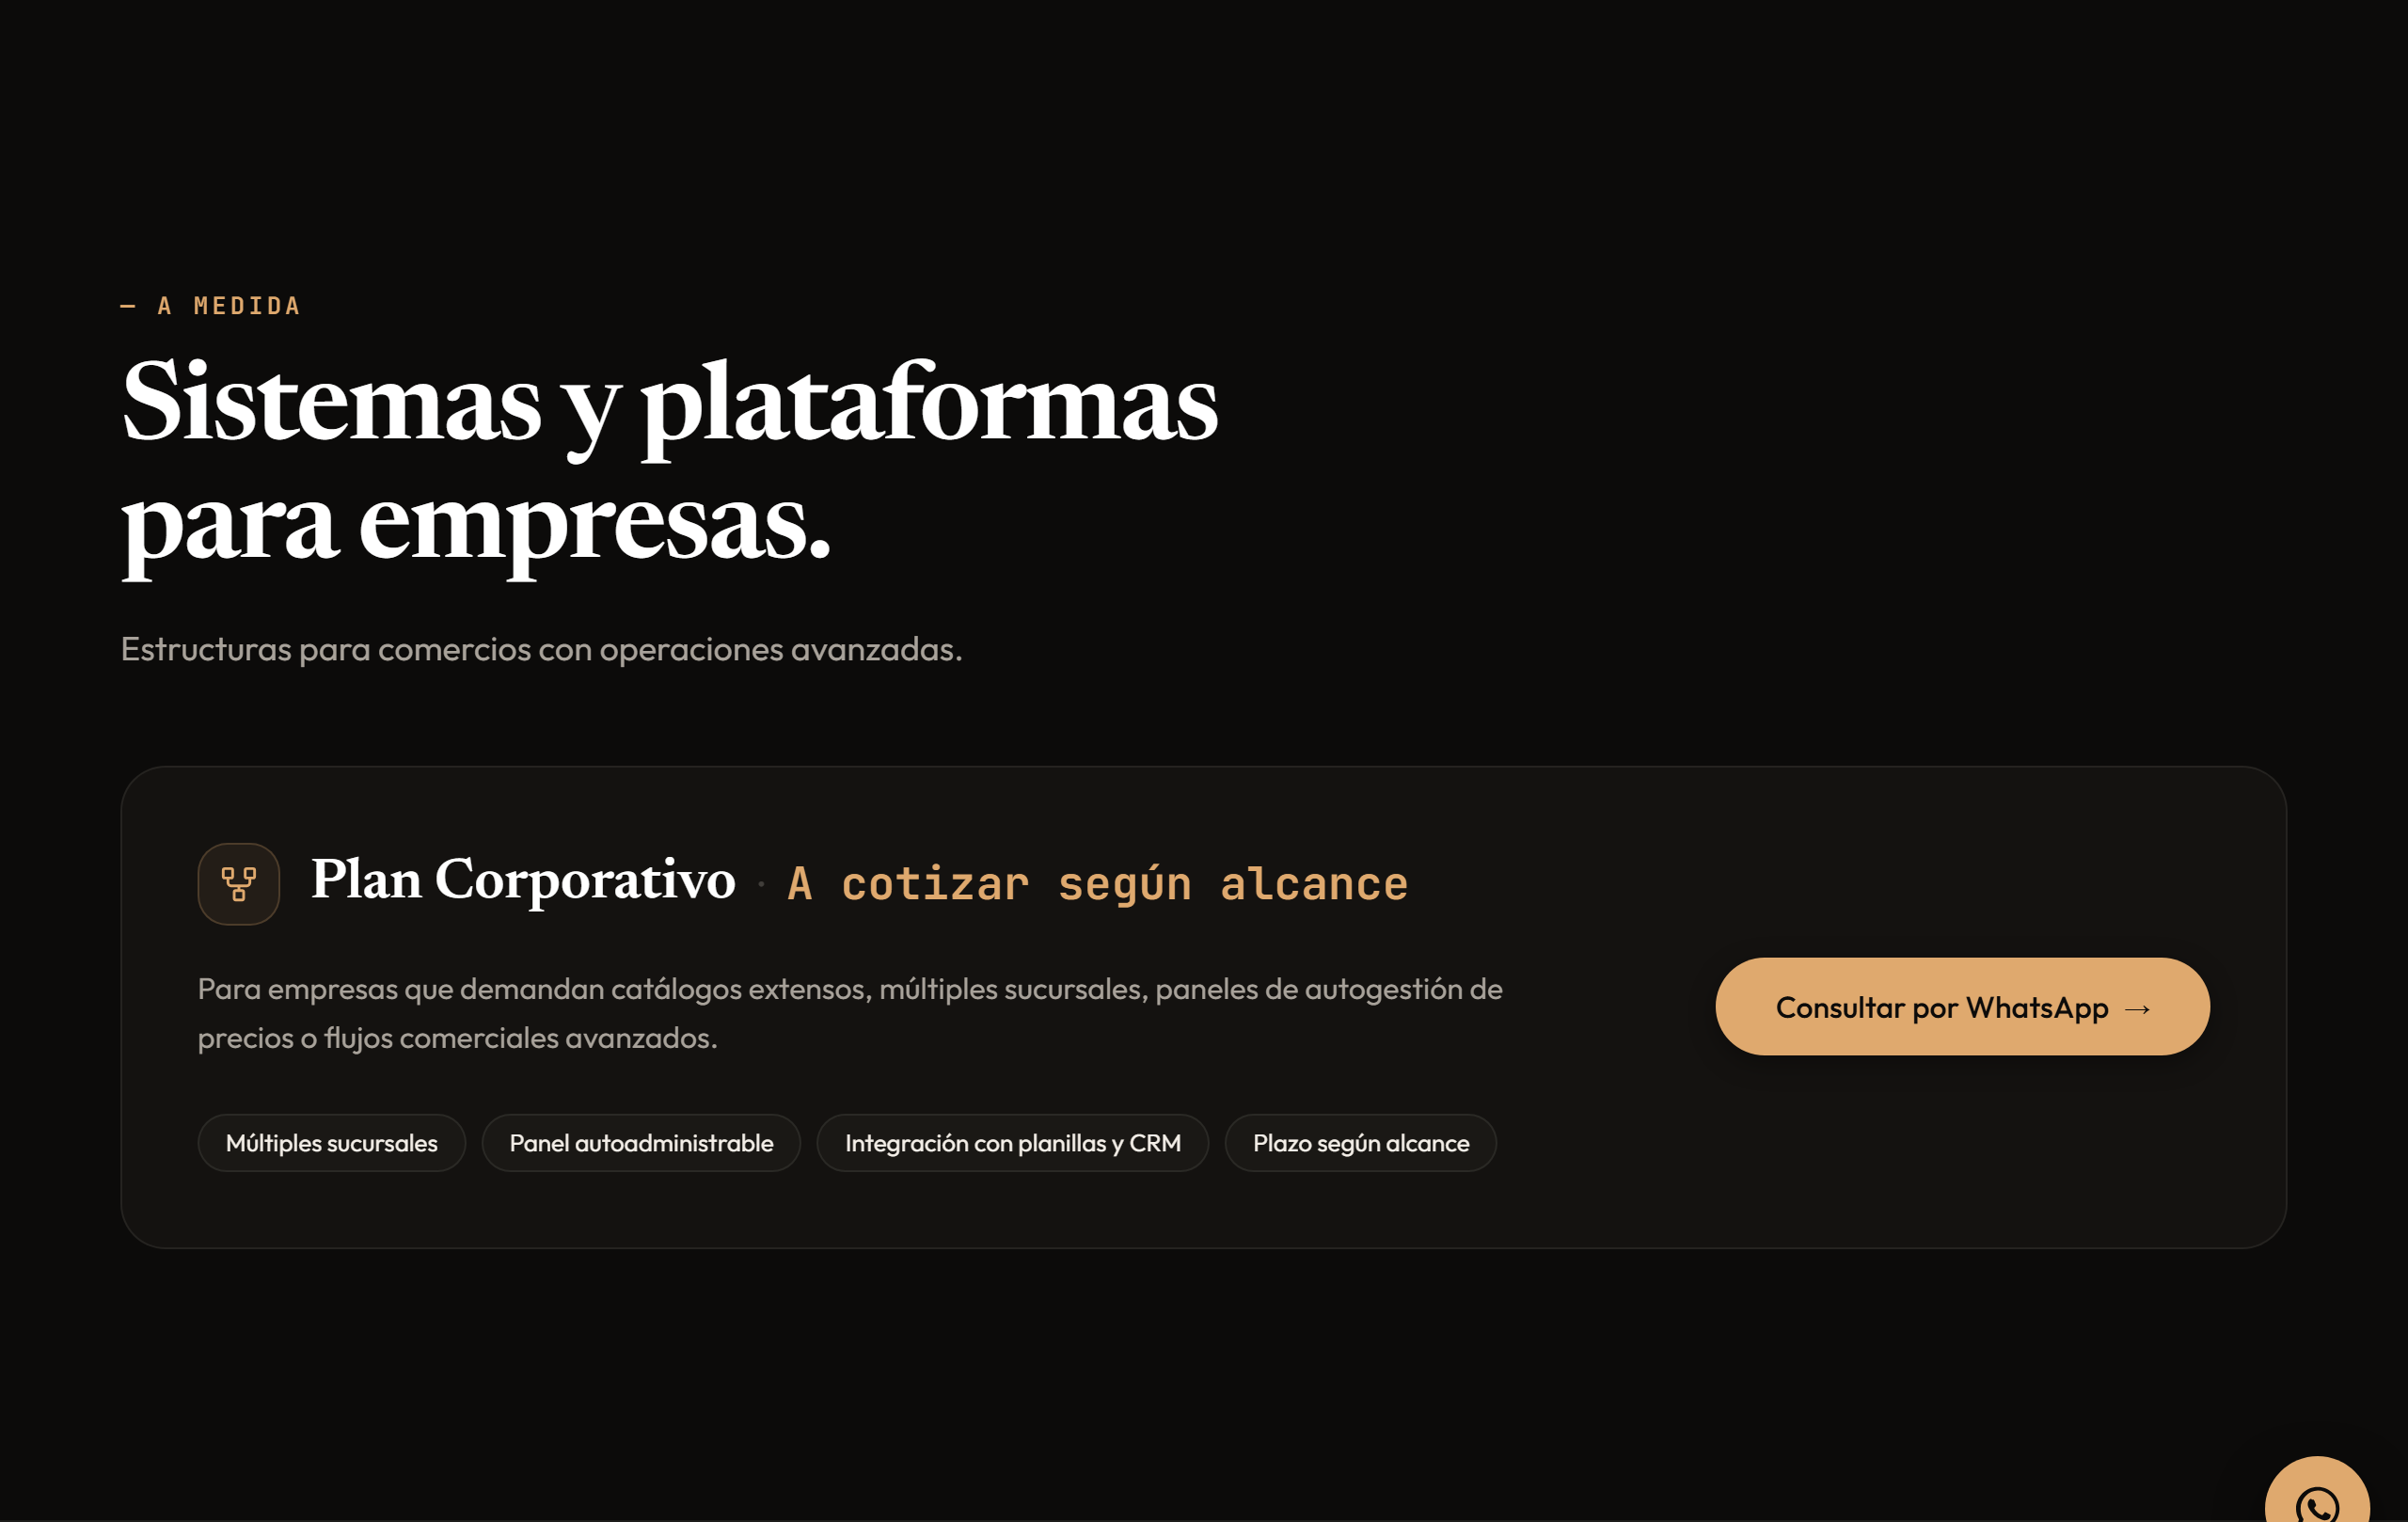 — A MEDIDA
Sistemas y plataformas
para empresas.
Estructuras para comercios con operaciones avanzadas.
Plan Corporativo · A cotizar según alcance
Para empresas que demandan catálogos extensos, múltiples sucursales, paneles de autogestión de
precios o flujos comerciales avanzados.
Consultar por WhatsApp →
Múltiples sucursales
Panel autoadministrable
Integración con planillas y CRM
Plazo según alcance